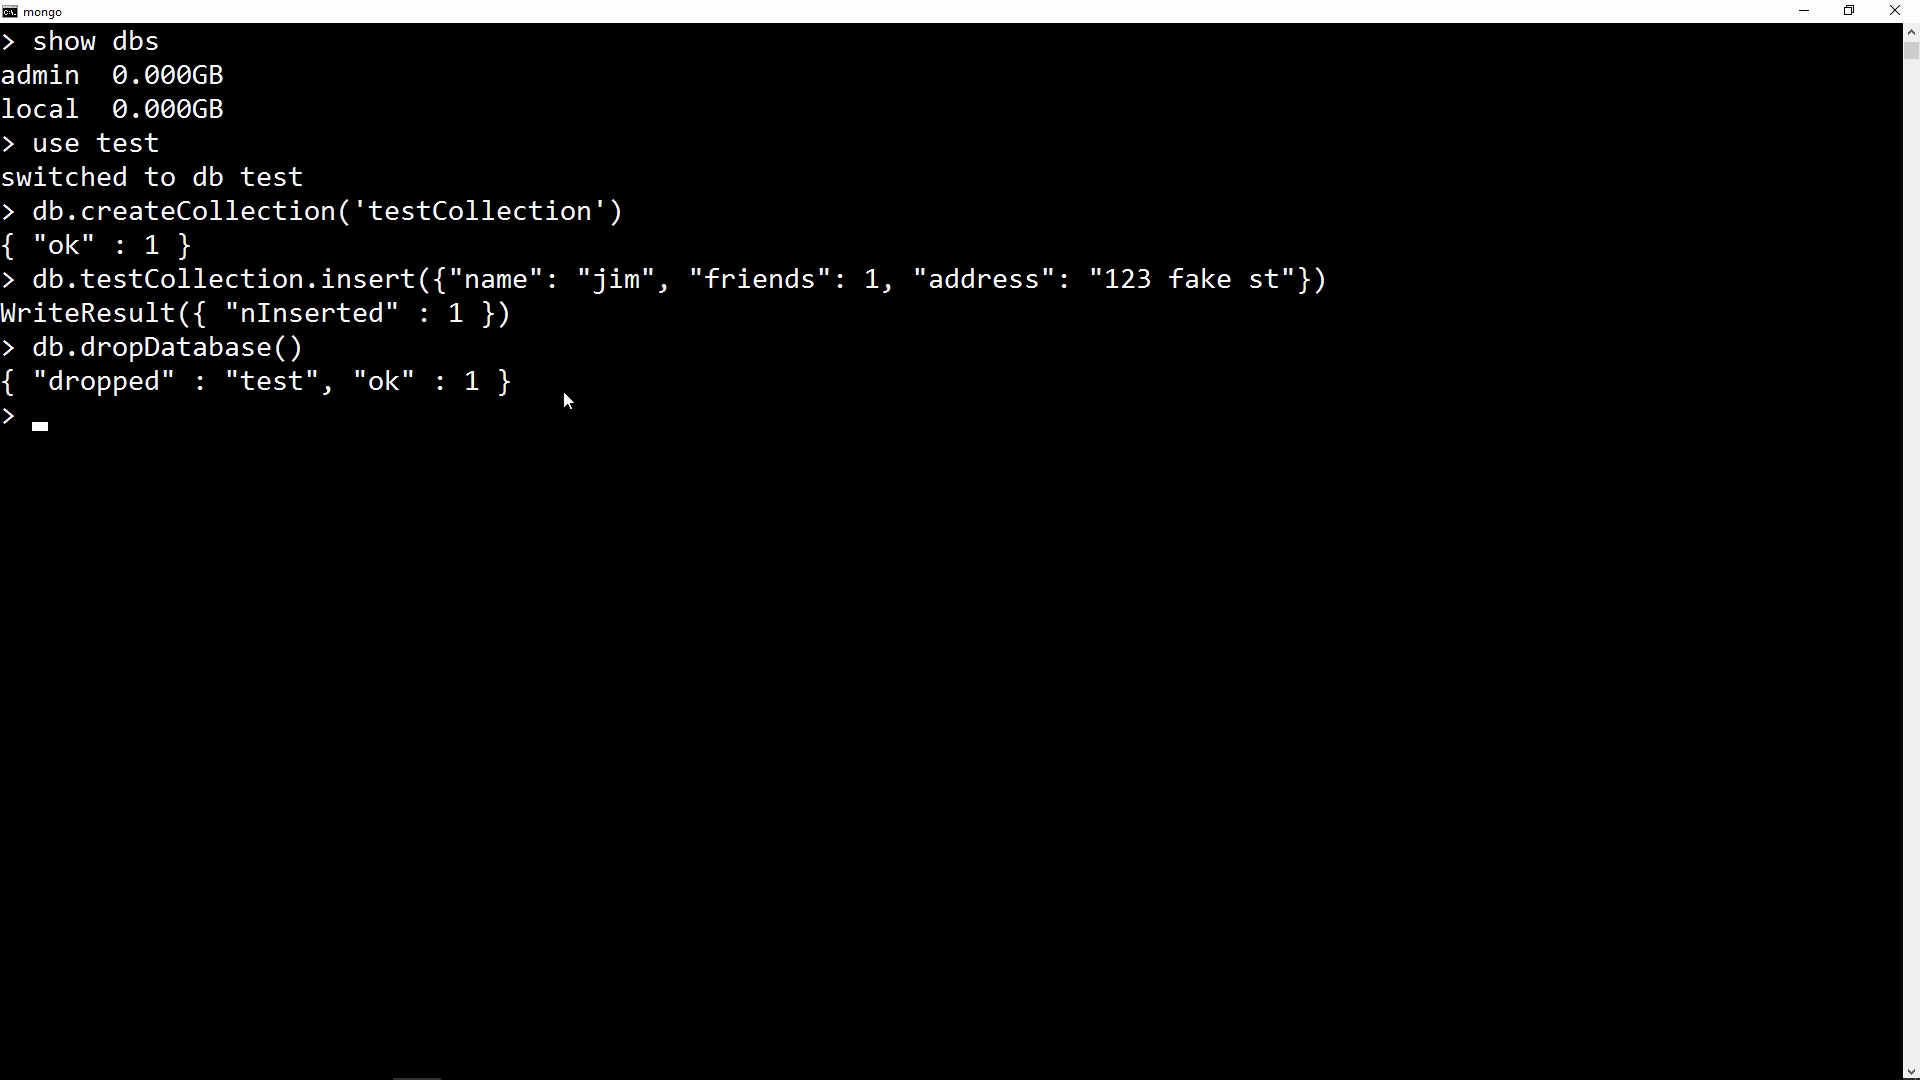 mongo
> show dbs
admin  0.000GB
local  0.000GB
> use test
switched to db test
> db.createCollection('testCollection')
{ "ok" : 1 }
> db.testCollection.insert({"name": "jim", "friends": 1, "address": "123 fake st"})
WriteResult({ "nInserted" : 1 })
> db.dropDatabase()
{ "dropped" : "test", "ok" : 1 }
>